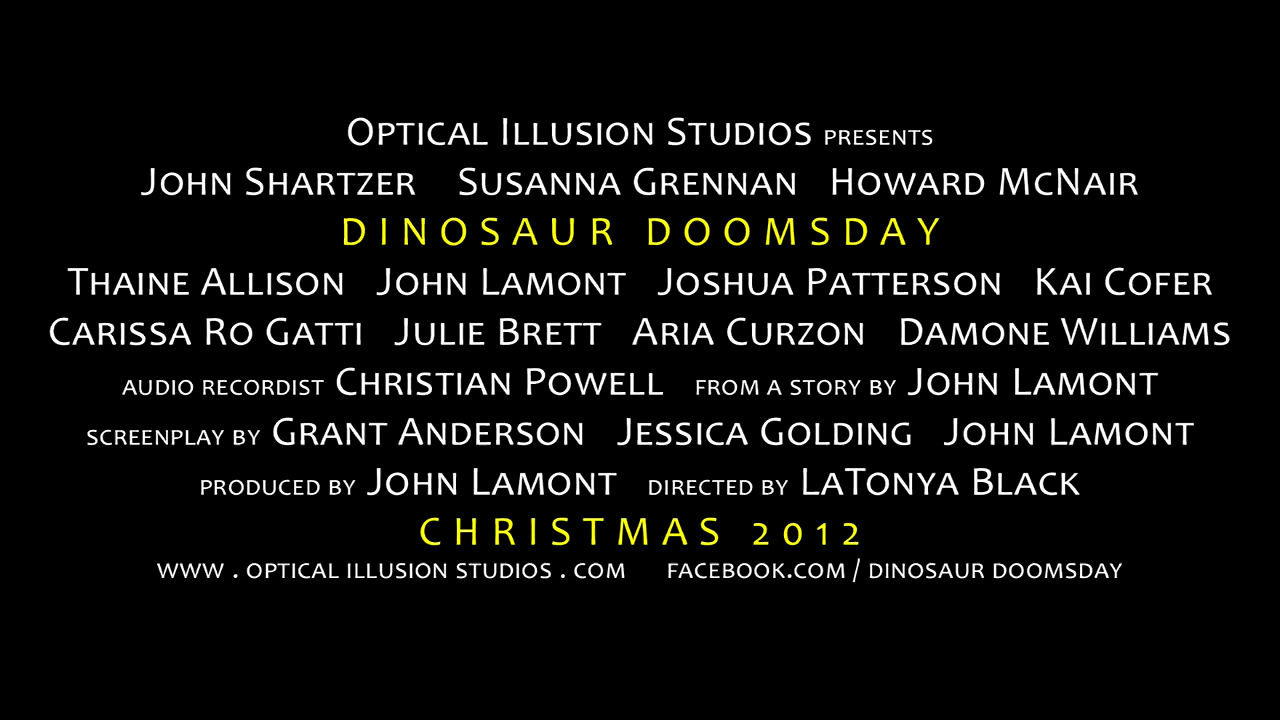 Optical Illusion Studios presents
John Shartzer Susanna Grennan Howard McNair
DINOSAUR DOOMSDAY
Thaine Allison John Lamont Joshua Patterson Kai Cofer
Carissa Ro Gatti Julie Brett Aria Curzon Damone Williams
audio recordist Christian Powell from a story by John Lamont
screenplay by Grant Anderson Jessica Golding John Lamont
produced by John Lamont directed by LaTonya Black
CHRISTMAS 2012
www . optical illusion studios . com facebook.com / dinosaur doomsday